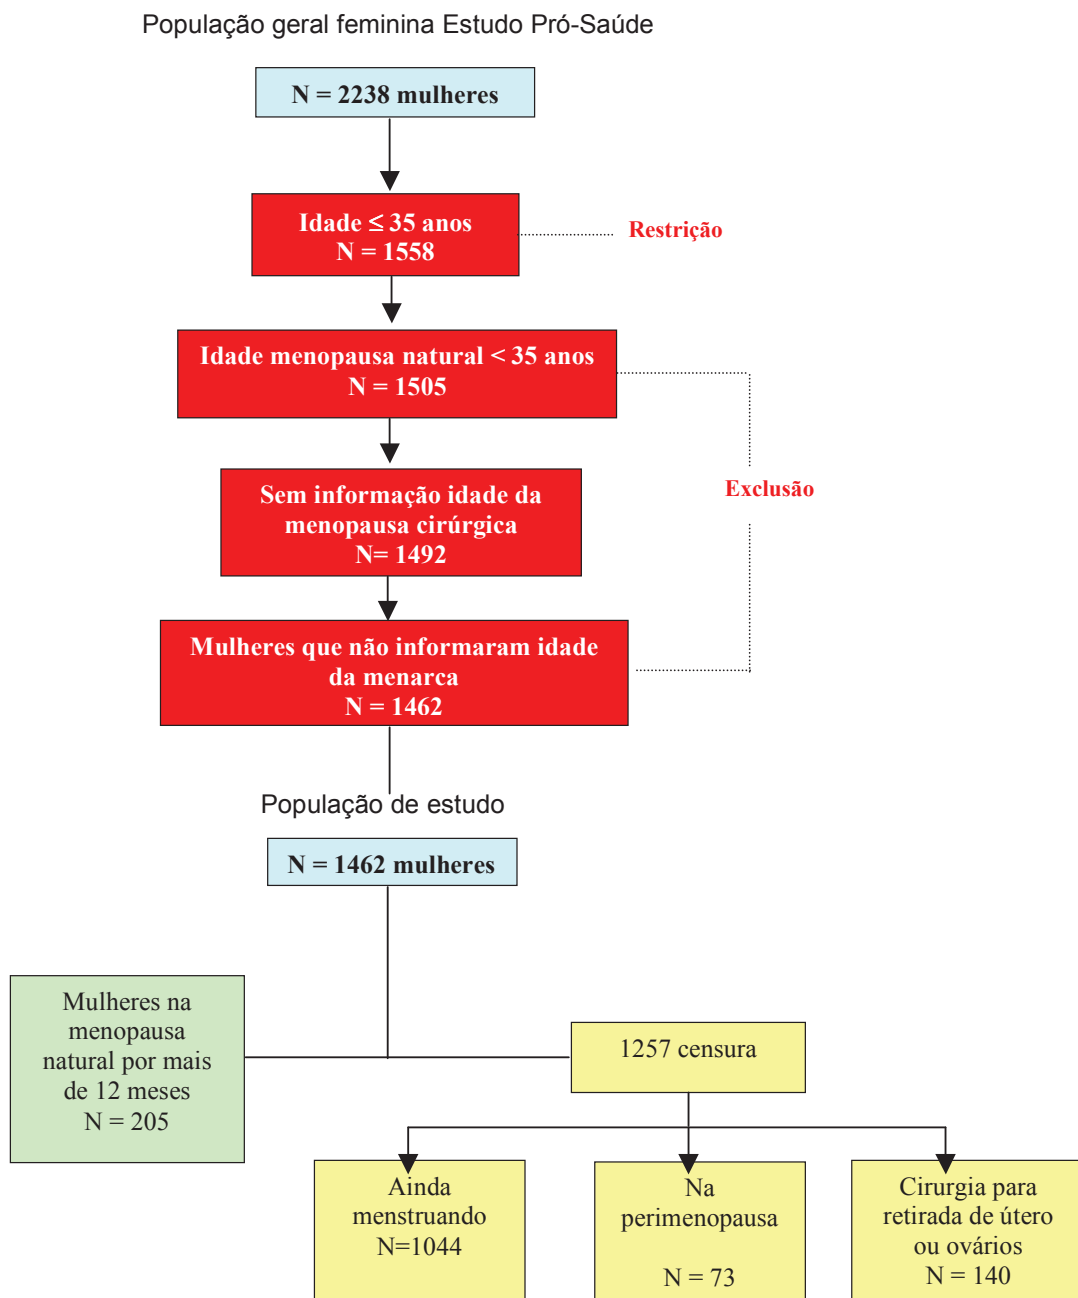 População geral feminina Estudo Pró-Saúde
N = 2238 mulheres
Idade ≤ 35 anos
N = 1558
Restrição
Idade menopausa natural < 35 anos
N = 1505
Sem informação idade da
menopausa cirúrgica
N= 1492
Exclusão
Mulheres que não informaram idade
da menarca
N = 1462
População de estudo
N = 1462 mulheres
Mulheres na
menopausa
natural por mais
de 12 meses
N = 205
1257 censura
Ainda
menstruando
N=1044
Na
perimenopausa
N = 73
Cirurgia para
retirada de útero
ou ovários
N = 140